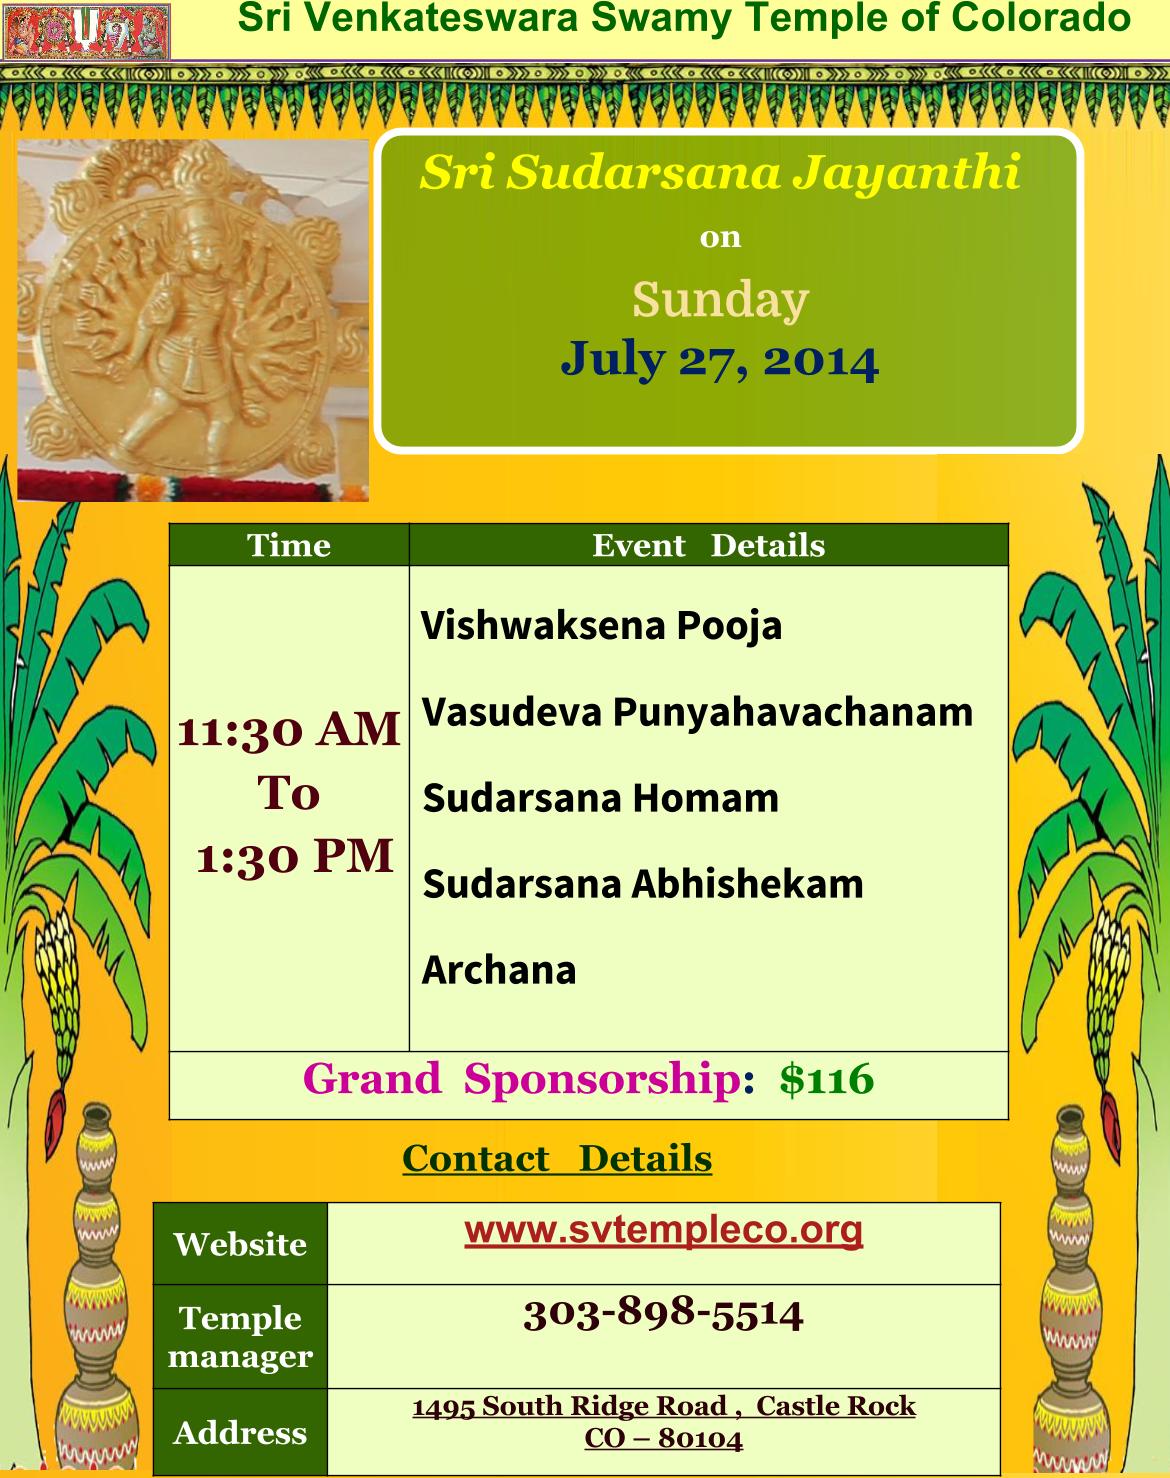 Sri Venkateswara Swamy Temple of Colorado
Sri Sudarsana Jayanthi
on
Sunday
July 27, 2014
Time Event Details
Vishwaksena Pooja
Vasudeva Punyahavachanam
11:30 AM
To
1:30 PM
Sudarsana Homam
Sudarsana Abhishekam
Archana
Grand Sponsorship: $116
Contact Details
Website www.svtempleco.org
Temple manager 303-898-5514
Address 1495 South Ridge Road , Castle Rock
CO – 80104